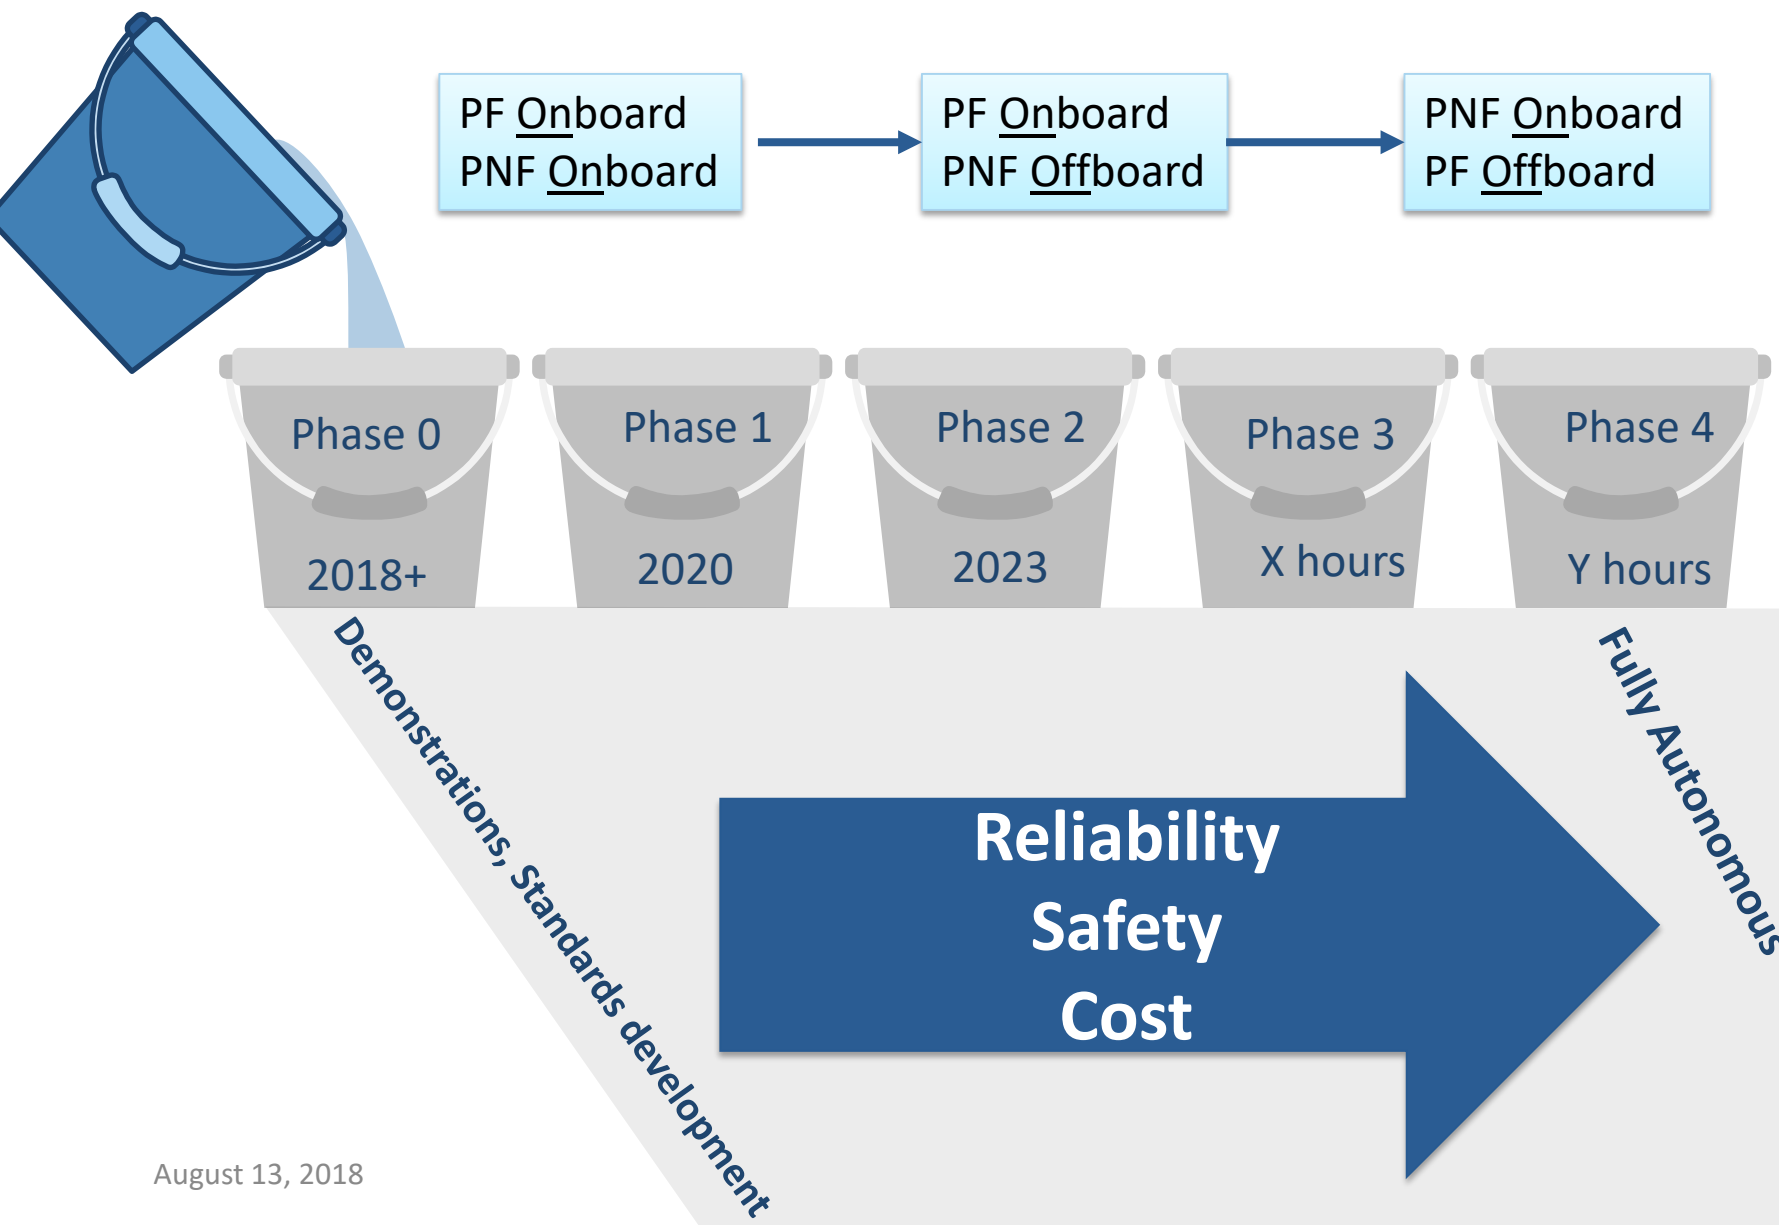 PF Onboard
PNF Onboard
PF Onboard
PNF Offboard
PNF Onboard
PF Offboard
Phase 0
2018+
Phase 1
2020
Phase 2
2023
Phase 3
X hours
Phase 4
Y hours
Demonstrations, Standards development
Reliability
Safety
Cost
Fully Autonomous
August 13, 2018